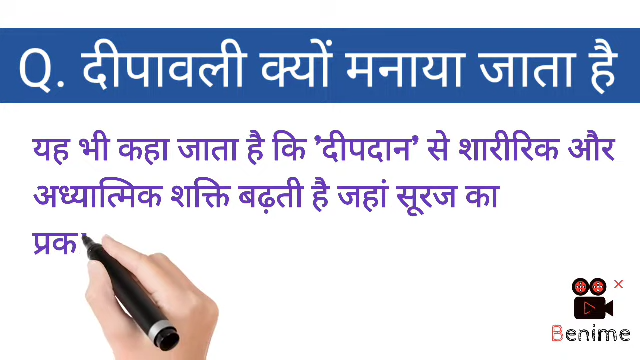 Q. दीपावली क्यों मनाया जाता है
यह भी कहा जाता है कि 'दीपदान' से शारीरिक और
अध्यात्मिक शक्ति बढ़ती है जहां सूरज का
प्रक
Benime